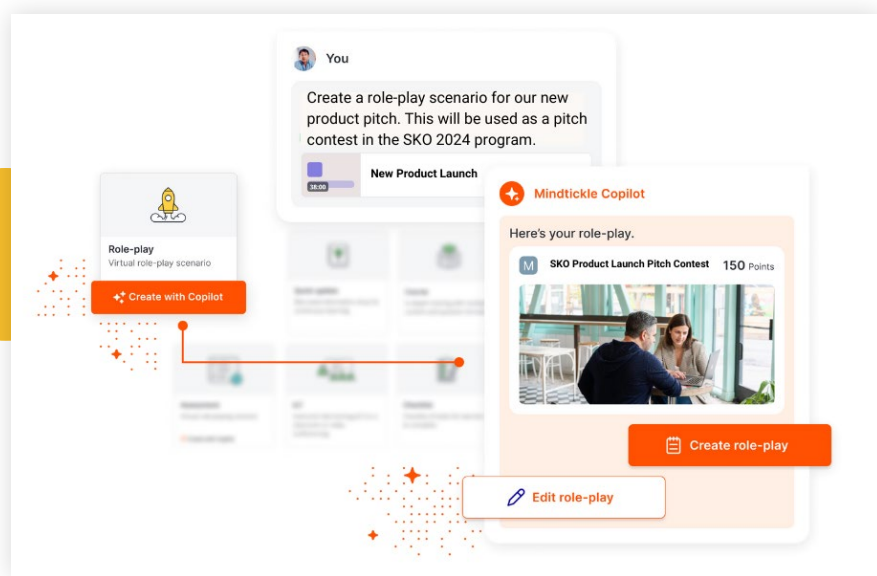 You
Create a role-play scenario for our new
product pitch. This will be used as a pitch
contest in the SKO 2024 program.
38:00
New Product Launch
Role-play
Virtual role-play scenario
Create with Copilot
Mindtickle Copilot
Here's your role-play.
M
SKO Product Launch Pitch Contest
150 Points
Create role-play
Edit role-play